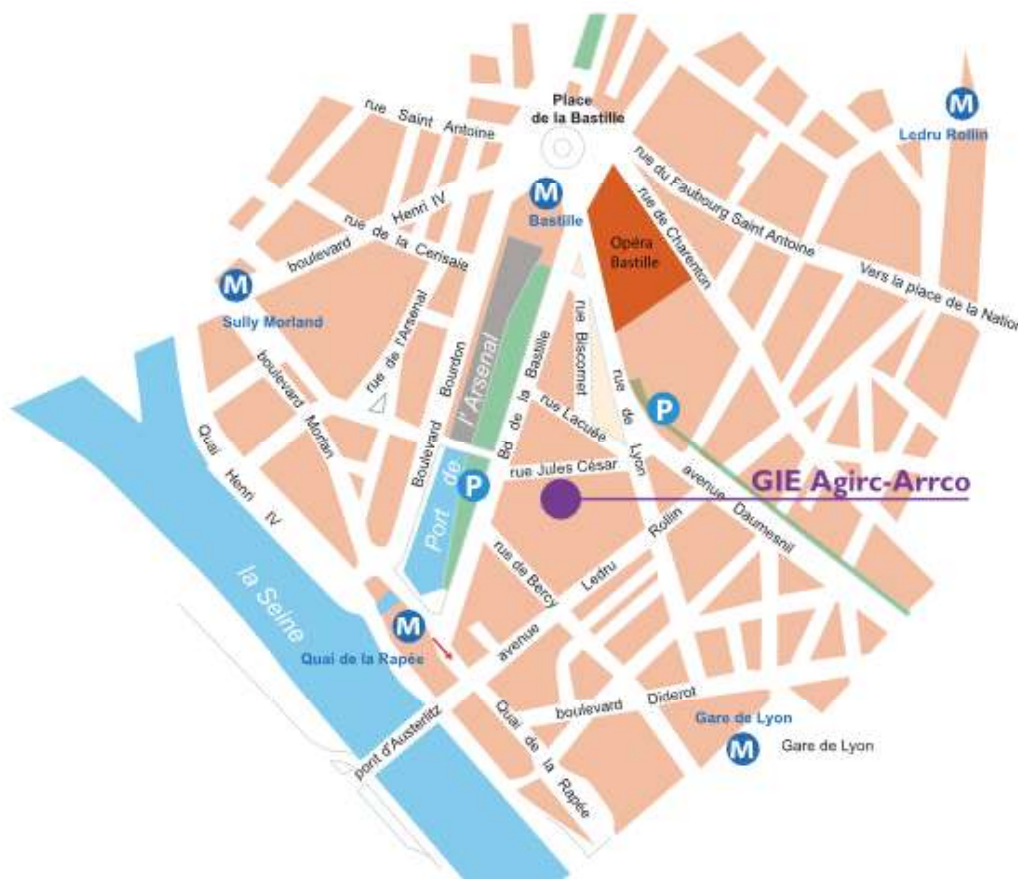 Place
de la Bastille
rue Saint Antoine
M
Ledru Rollin
M
Bastille
rue du Faubourg Saint Antoine
rue de Charenton
Opéra
Bastille
Vers la place de la Nation
boulevard Henri IV
rue de la Cerisaie
M
Sully Morland
rue de l'Arsenal
boulevard Morlan
Boulevard Bourdon
Port de l'Arsenal
Bd de la Bastille
rue Biscornet
rue Lacuée
rue de Lyon
P
rue Jules César
P
GIE Agirc-Arrco
avenue Daumesnil
Quai Henri IV
la Seine
rue de Bercy
avenue Ledru Rollin
M
Quai de la Rapée
pont d'Austerlitz
Quai de la Rapée
boulevard Diderot
Gare de Lyon
M
Gare de Lyon